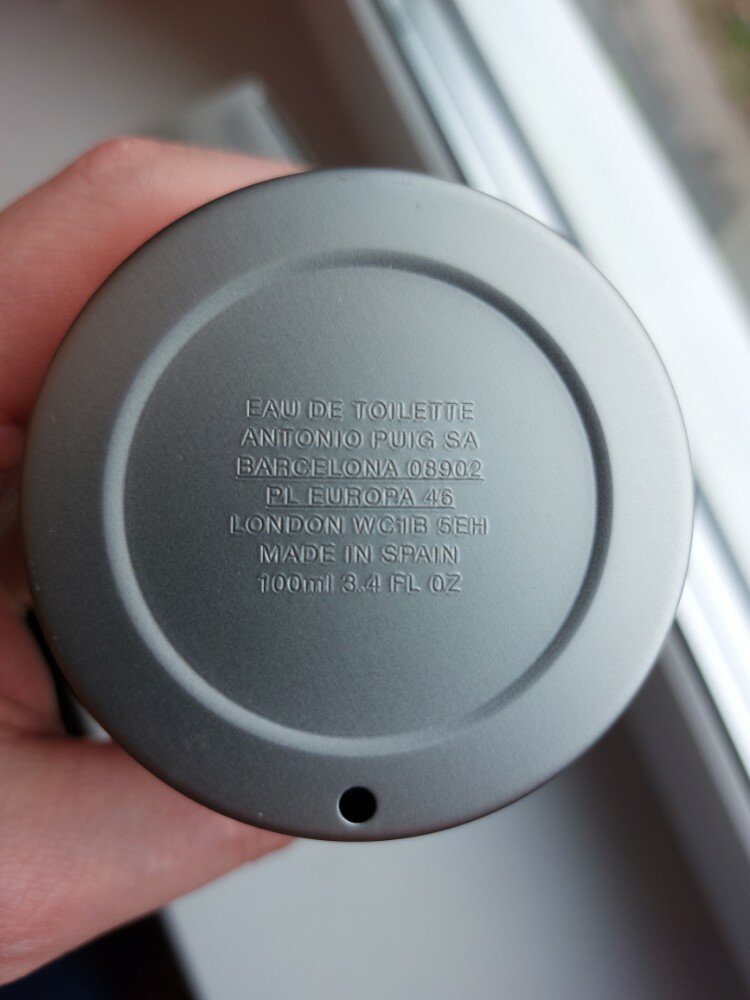 EAU DE TOILETTE
ANTONIO PUIG SA
BARCELONA 08902
PL EUROPA 46
LONDON WC1B 5EH
MADE IN SPAIN
100ml 3.4 FL OZ